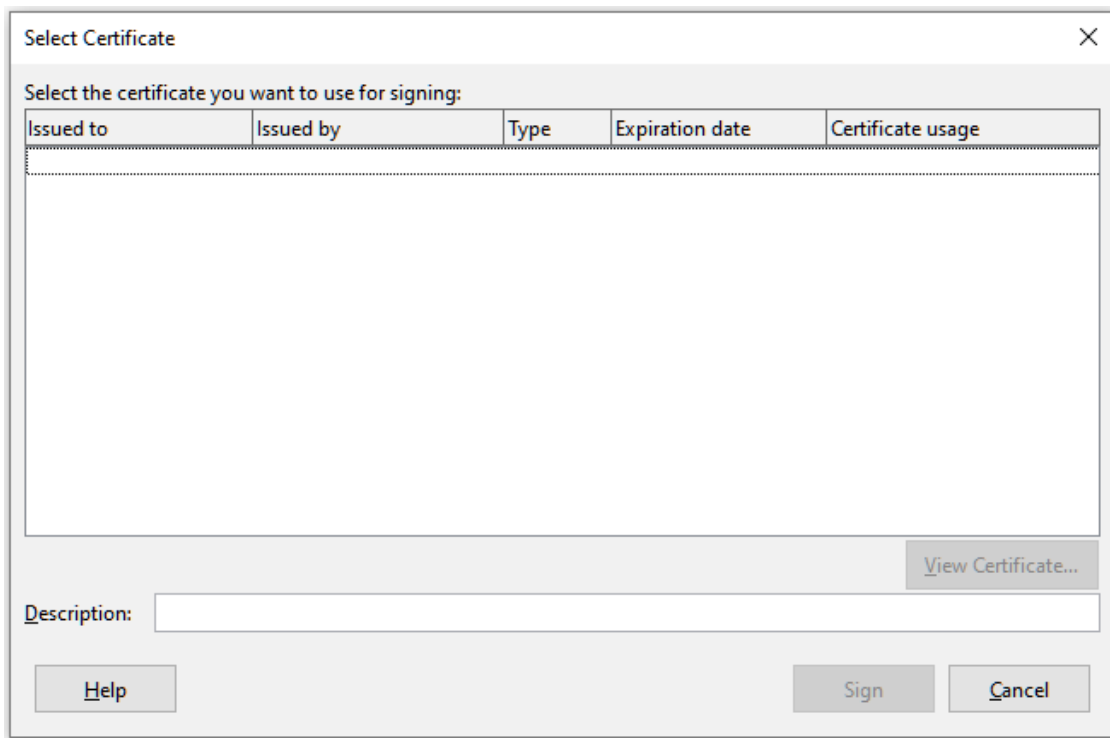 Select Certificate
Select the certificate you want to use for signing:
Issued to Issued by Type Expiration date Certificate usage
View Certificate...
Description:
Help Sign Cancel